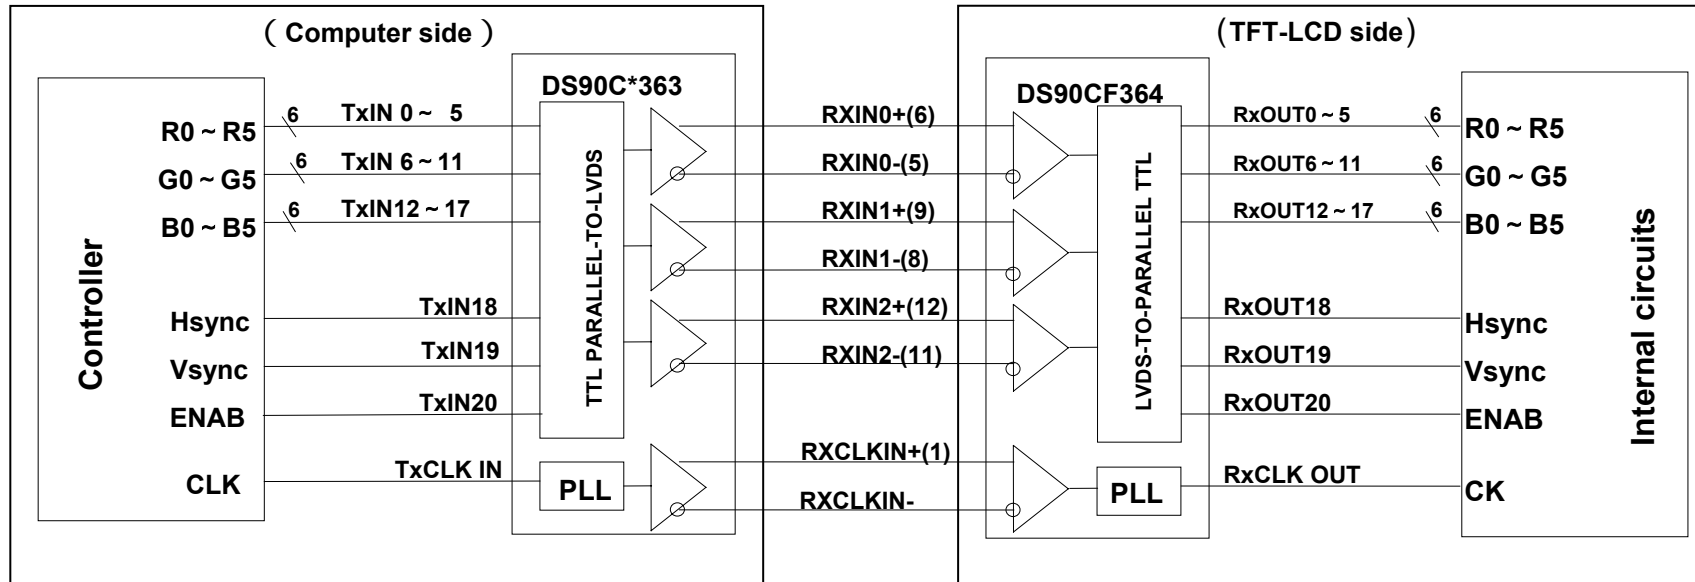 ( Computer side )
(TFT-LCD side)
DS90C*363
DS90CF364
Controller
R0 ~ R5
6
TxIN 0 ~ 5
G0 ~ G5
6
TxIN 6 ~ 11
B0 ~ B5
6
TxIN12 ~ 17
Hsync
TxIN18
Vsync
TxIN19
ENAB
TxIN20
CLK
TxCLK IN
TTL PARALLEL-TO-LVDS
PLL
RXIN0+(6)
RXIN0-(5)
RXIN1+(9)
RXIN1-(8)
RXIN2+(12)
RXIN2-(11)
RXCLKIN+(1)
RXCLKIN-
LVDS-TO-PARALLEL TTL
PLL
RxOUT0 ~ 5
6
R0 ~ R5
RxOUT6 ~ 11
6
G0 ~ G5
RxOUT12 ~ 17
6
B0 ~ B5
RxOUT18
Hsync
RxOUT19
Vsync
RxOUT20
ENAB
RxCLK OUT
CK
Internal circuits